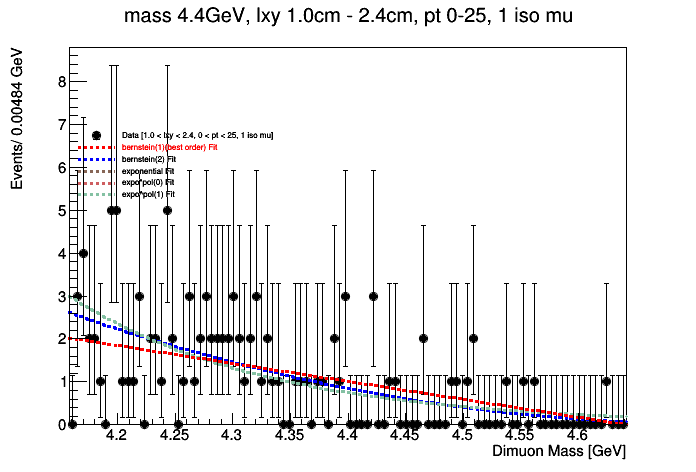 mass 4.4GeV, lxy 1.0cm - 2.4cm, pt 0-25, 1 iso mu
Events/ 0.00484 GeV
8
7
6
5
4
3
2
1
0
Data [1.0 < lxy < 2.4, 0 < pt < 25, 1 iso mu]
bernstein(1)(best order) Fit
bernstein(2) Fit
exponential Fit
expo*pol(0) Fit
expo*pol(1) Fit
4.2 4.25 4.3 4.35 4.4 4.45 4.5 4.55 4.6
Dimuon Mass [GeV]